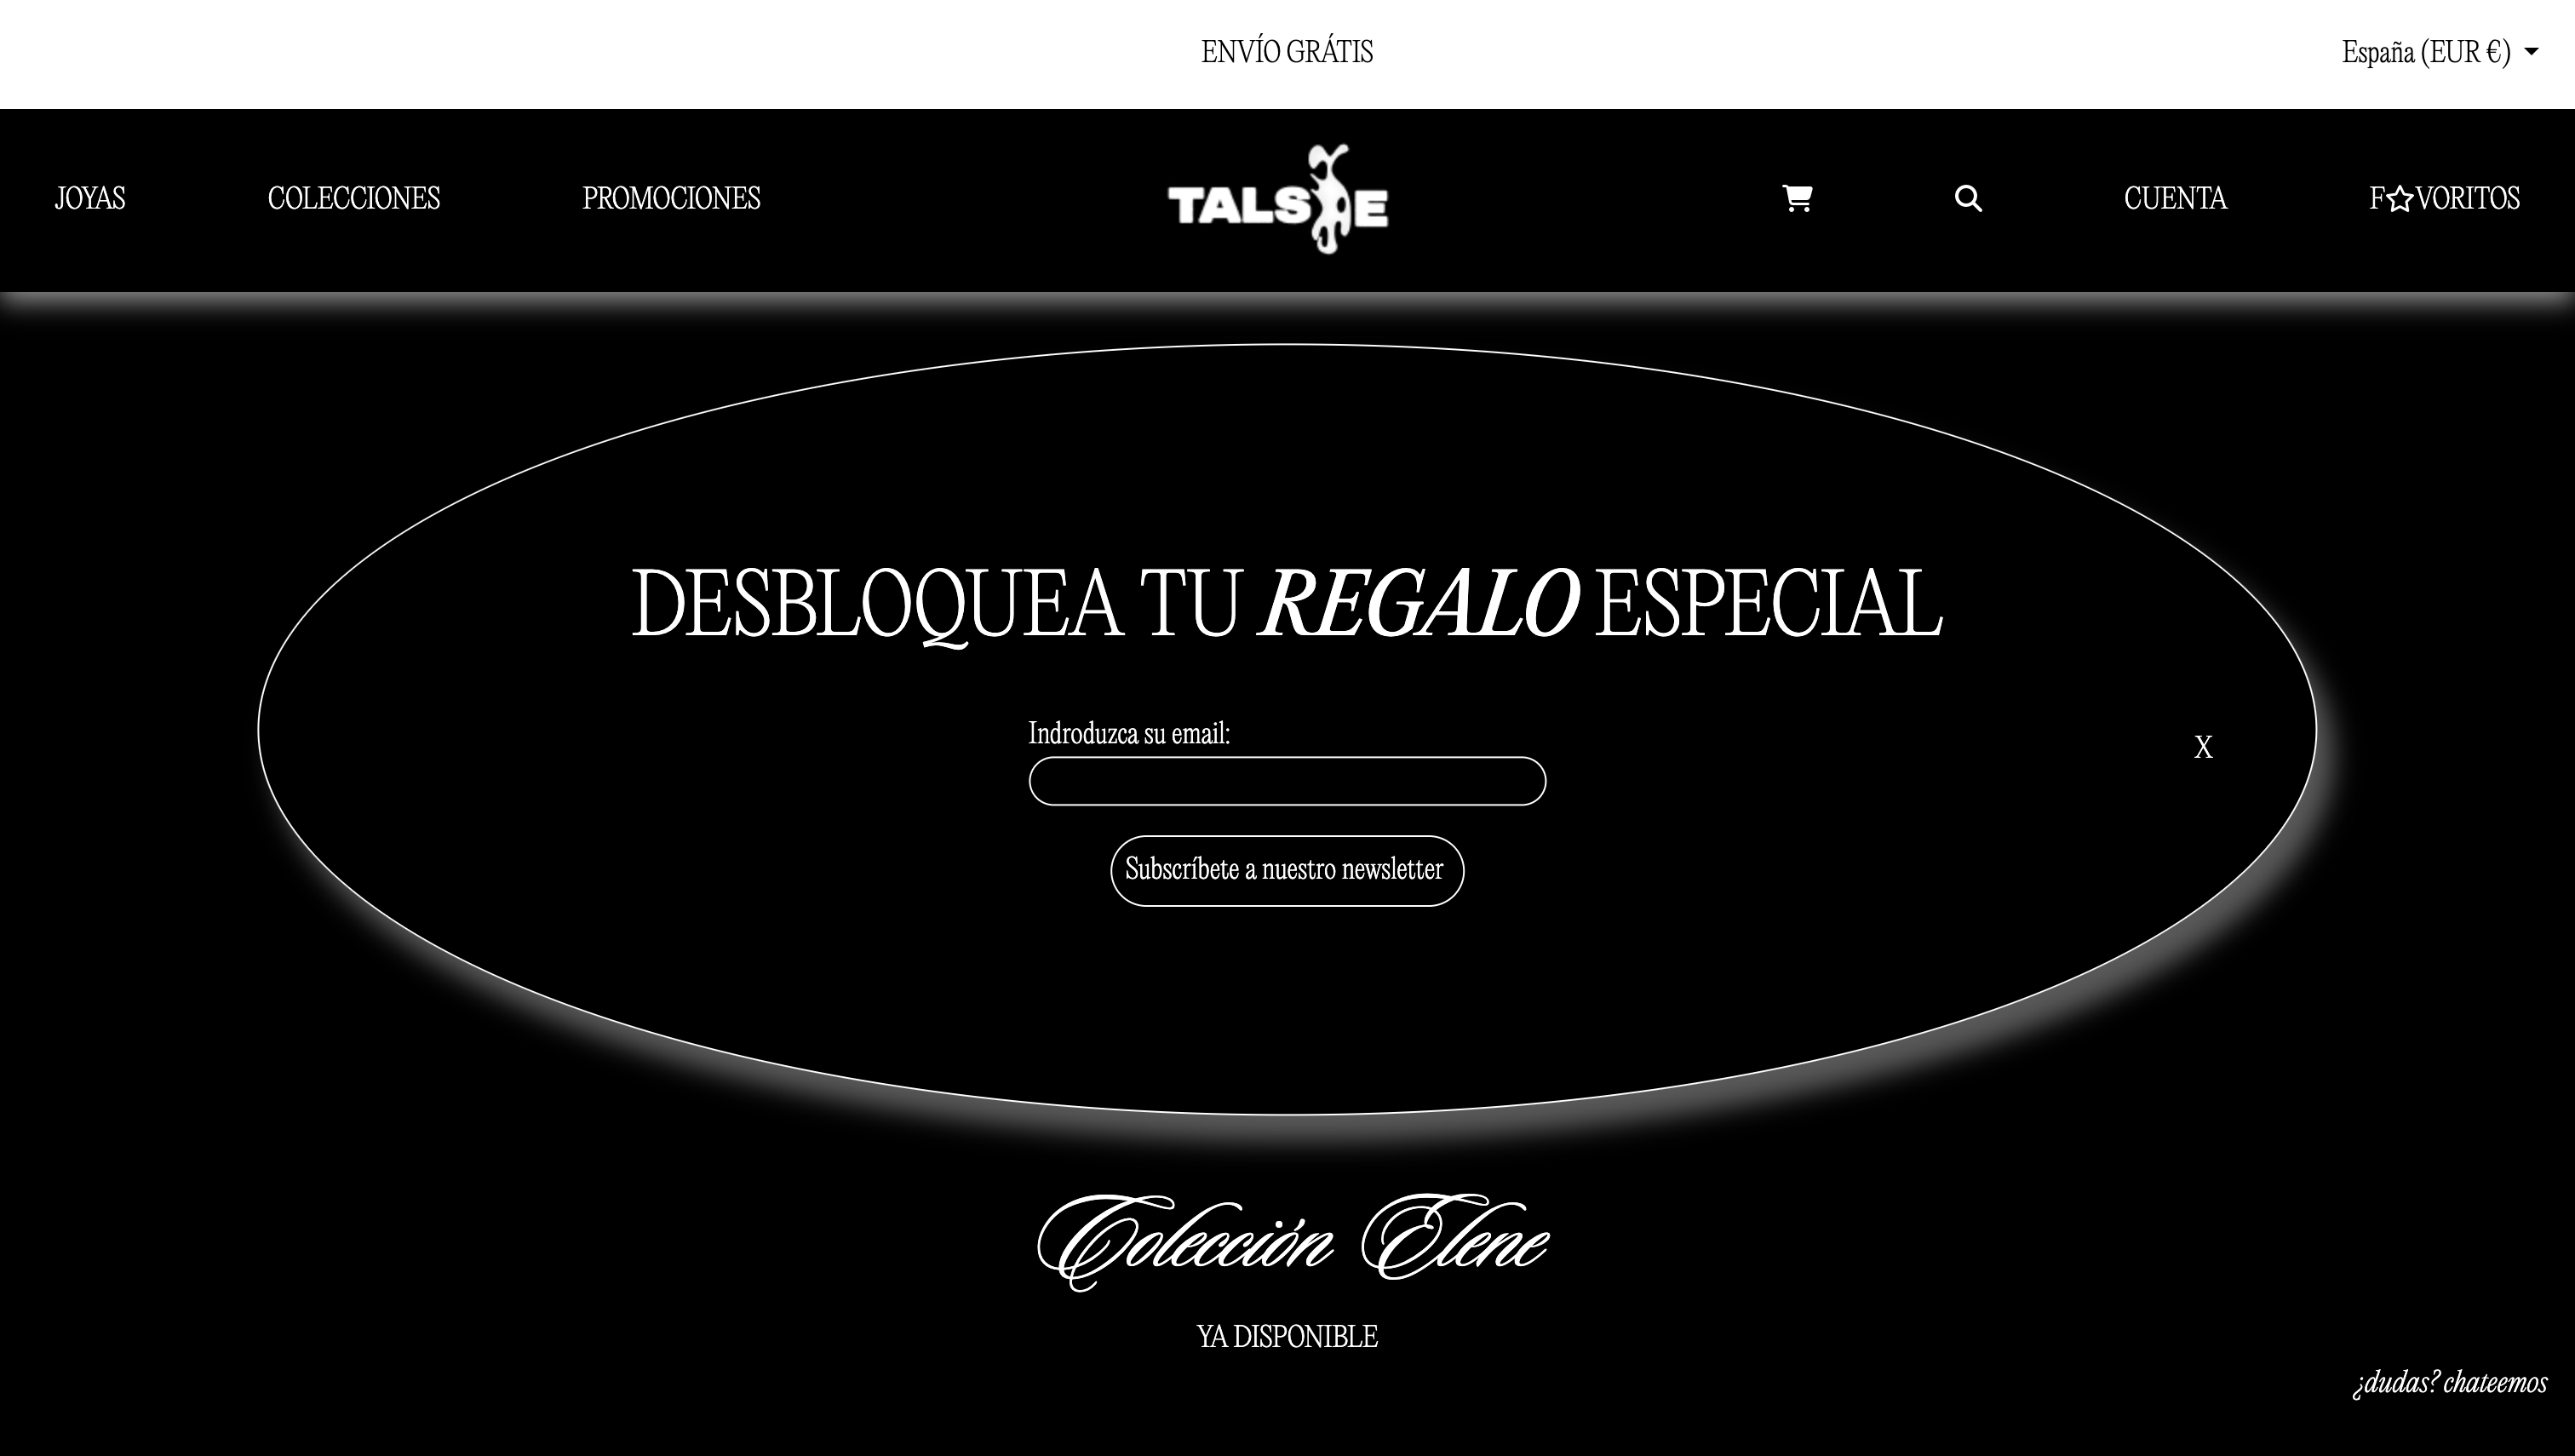 ENVÍO GRÁTIS
España (EUR €)
JOYAS COLECCIONES PROMOCIONES
TALSKE
CUENTA F☆VORITOS
DESBLOQUEA TU REGALO ESPECIAL
Indroduzca su email:
X
Subscríbete a nuestro newsletter
Colección Elene
YA DISPONIBLE
¿dudas? chateemos